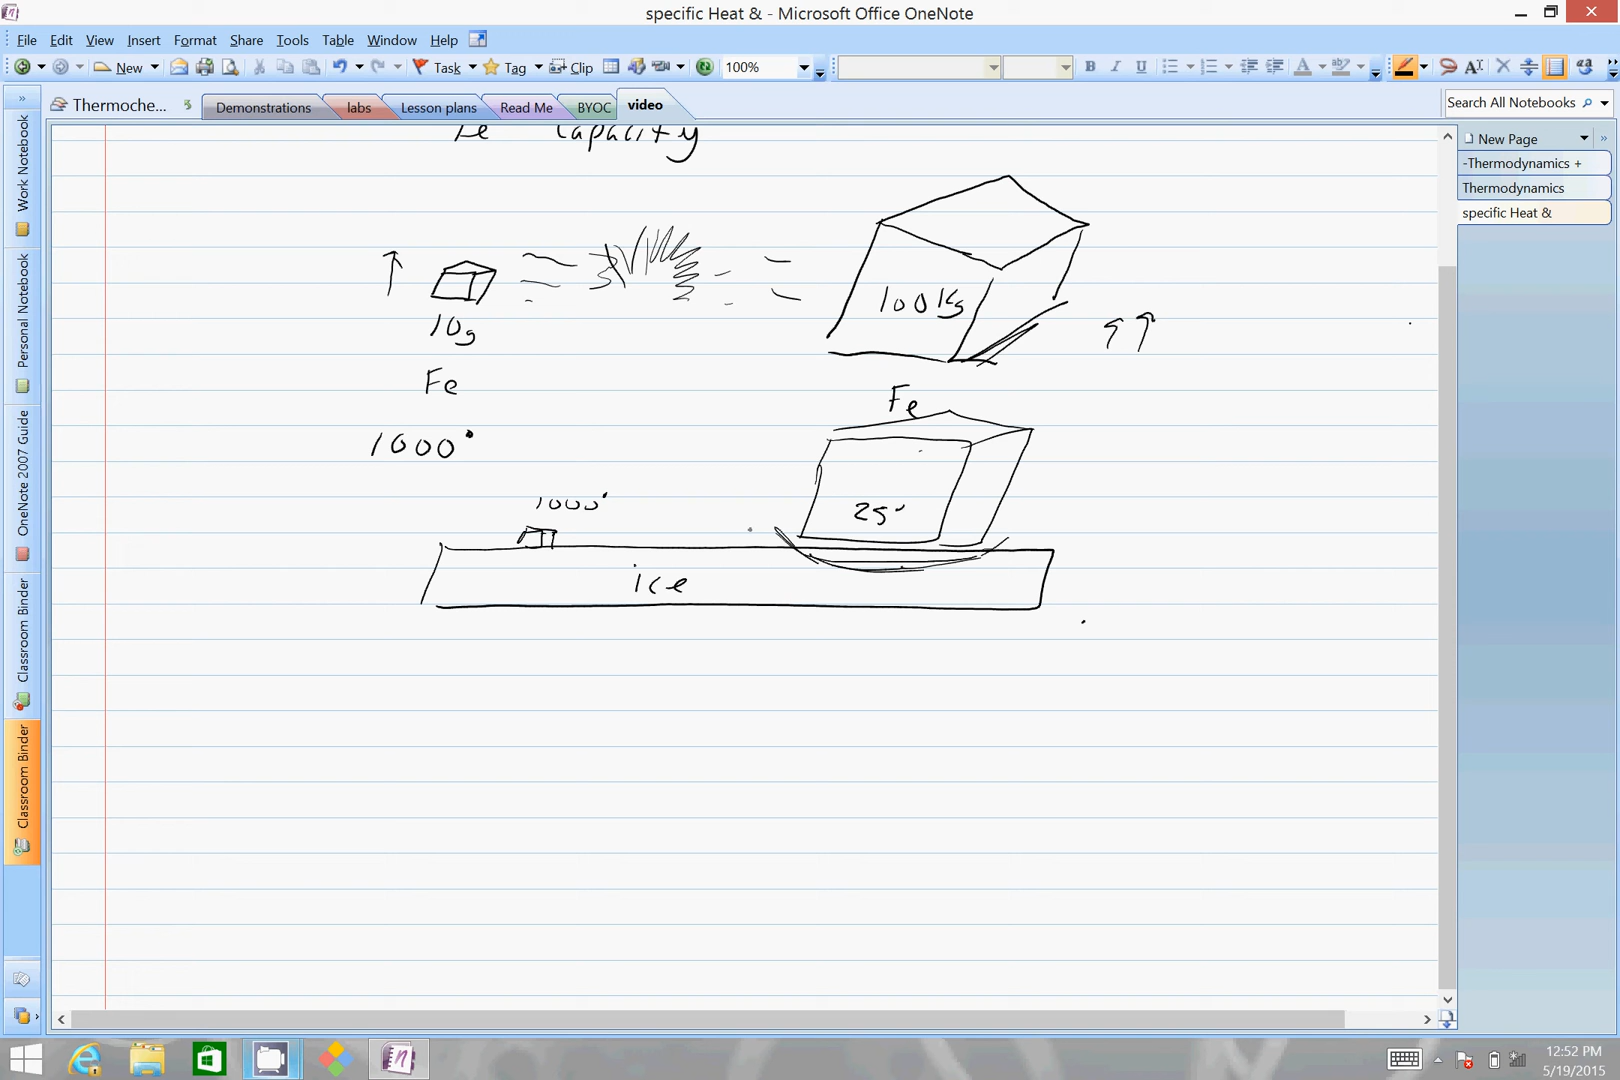 specific Heat & - Microsoft Office OneNote
File Edit View Insert Format Share Tools Table Window Help
New Task Tag Clip 100% B I U A
Thermoche... Demonstrations labs Lesson plans Read Me BYOC video Search All Notebooks
New Page
-Thermodynamics +
Thermodynamics
specific Heat &
Work Notebook
Personal Notebook
OneNote 2007 Guide
Classroom Binder
Classroom Binder
Fe Capacity
10g
Fe
1000°
100Kg
Fe
1000°
25°
ice
12:52 PM
5/19/2015